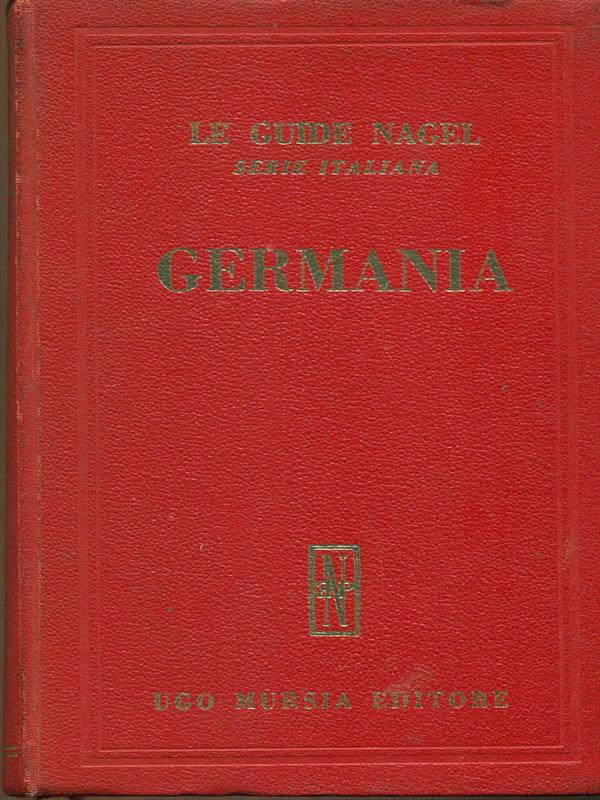 LE GUIDE NAGEL
SERIE ITALIANA
GERMANIA
N
UGO MURSIA EDITORE